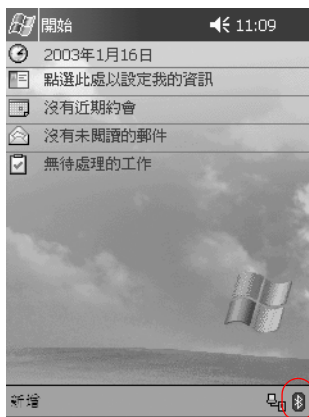 開始 11:09
2003年1月16日
點選此處以設定我的資訊
沒有近期約會
沒有未閱讀的郵件
無待處理的工作
新增